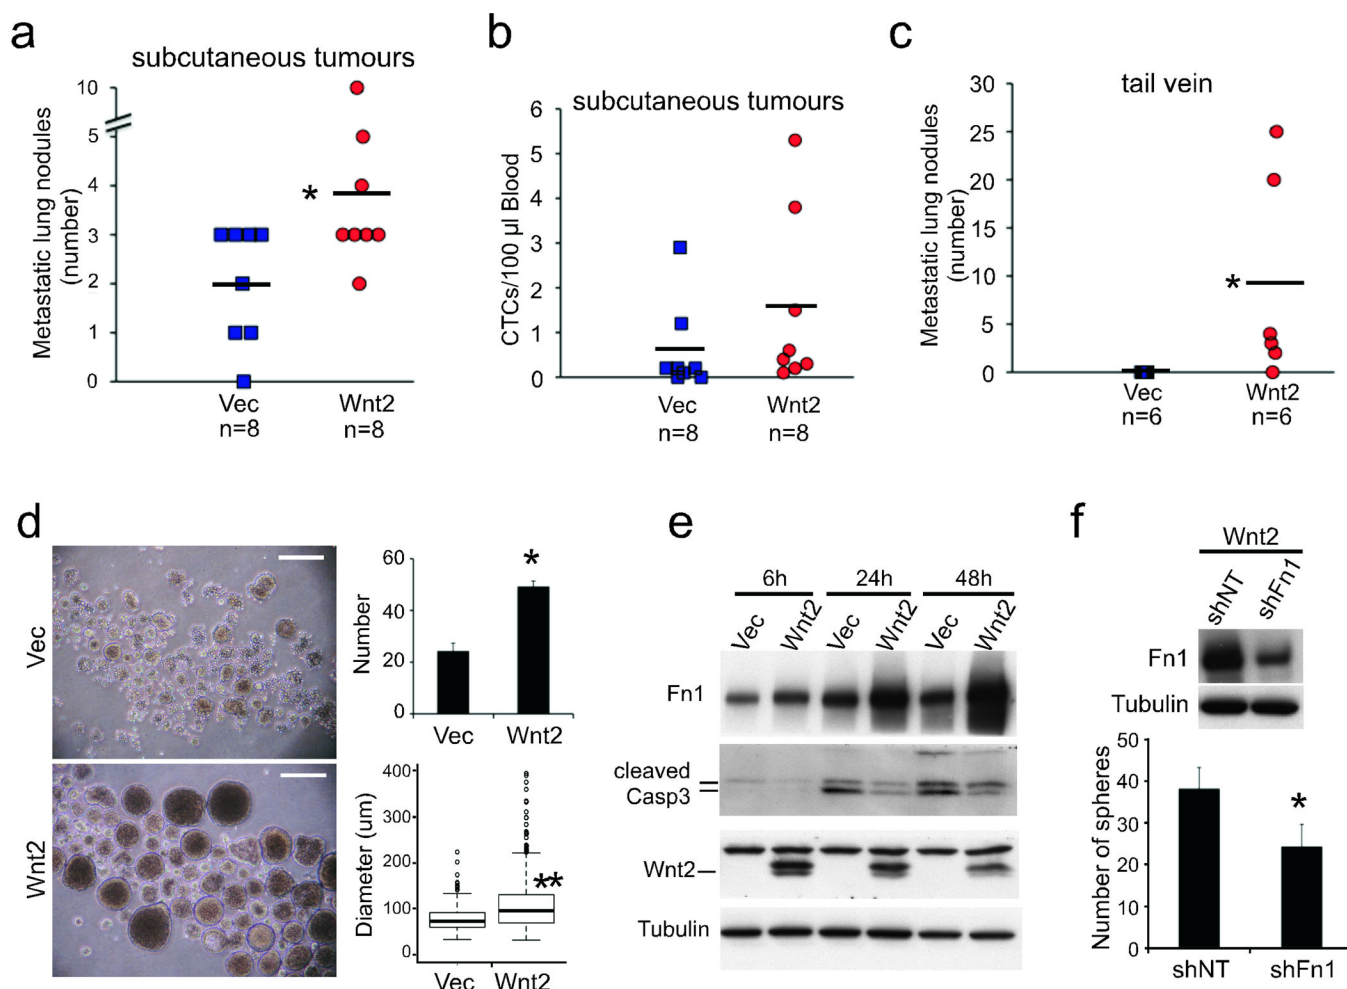 a
subcutaneous tumours
Metastatic lung nodules
(number)
10
5
4
3
2
1
0
*
Vec
n=8
Wnt2
n=8
b
subcutaneous tumours
CTCs/100 µl Blood
6
5
4
3
2
1
0
Vec
n=8
Wnt2
n=8
c
tail vein
Metastatic lung nodules
(number)
30
25
20
15
10
5
0
*
Vec
n=6
Wnt2
n=6
d
Vec
Wnt2
Number
60
40
20
0
*
Vec
Wnt2
Diameter (um)
400
300
200
100
0
**
Vec
Wnt2
e
6h
24h
48h
Vec
Wnt2
Vec
Wnt2
Vec
Wnt2
Fn1
cleaved
Casp3
Wnt2
Tubulin
f
Wnt2
shNT
shFn1
Fn1
Tubulin
Number of spheres
50
40
30
20
10
0
*
shNT
shFn1